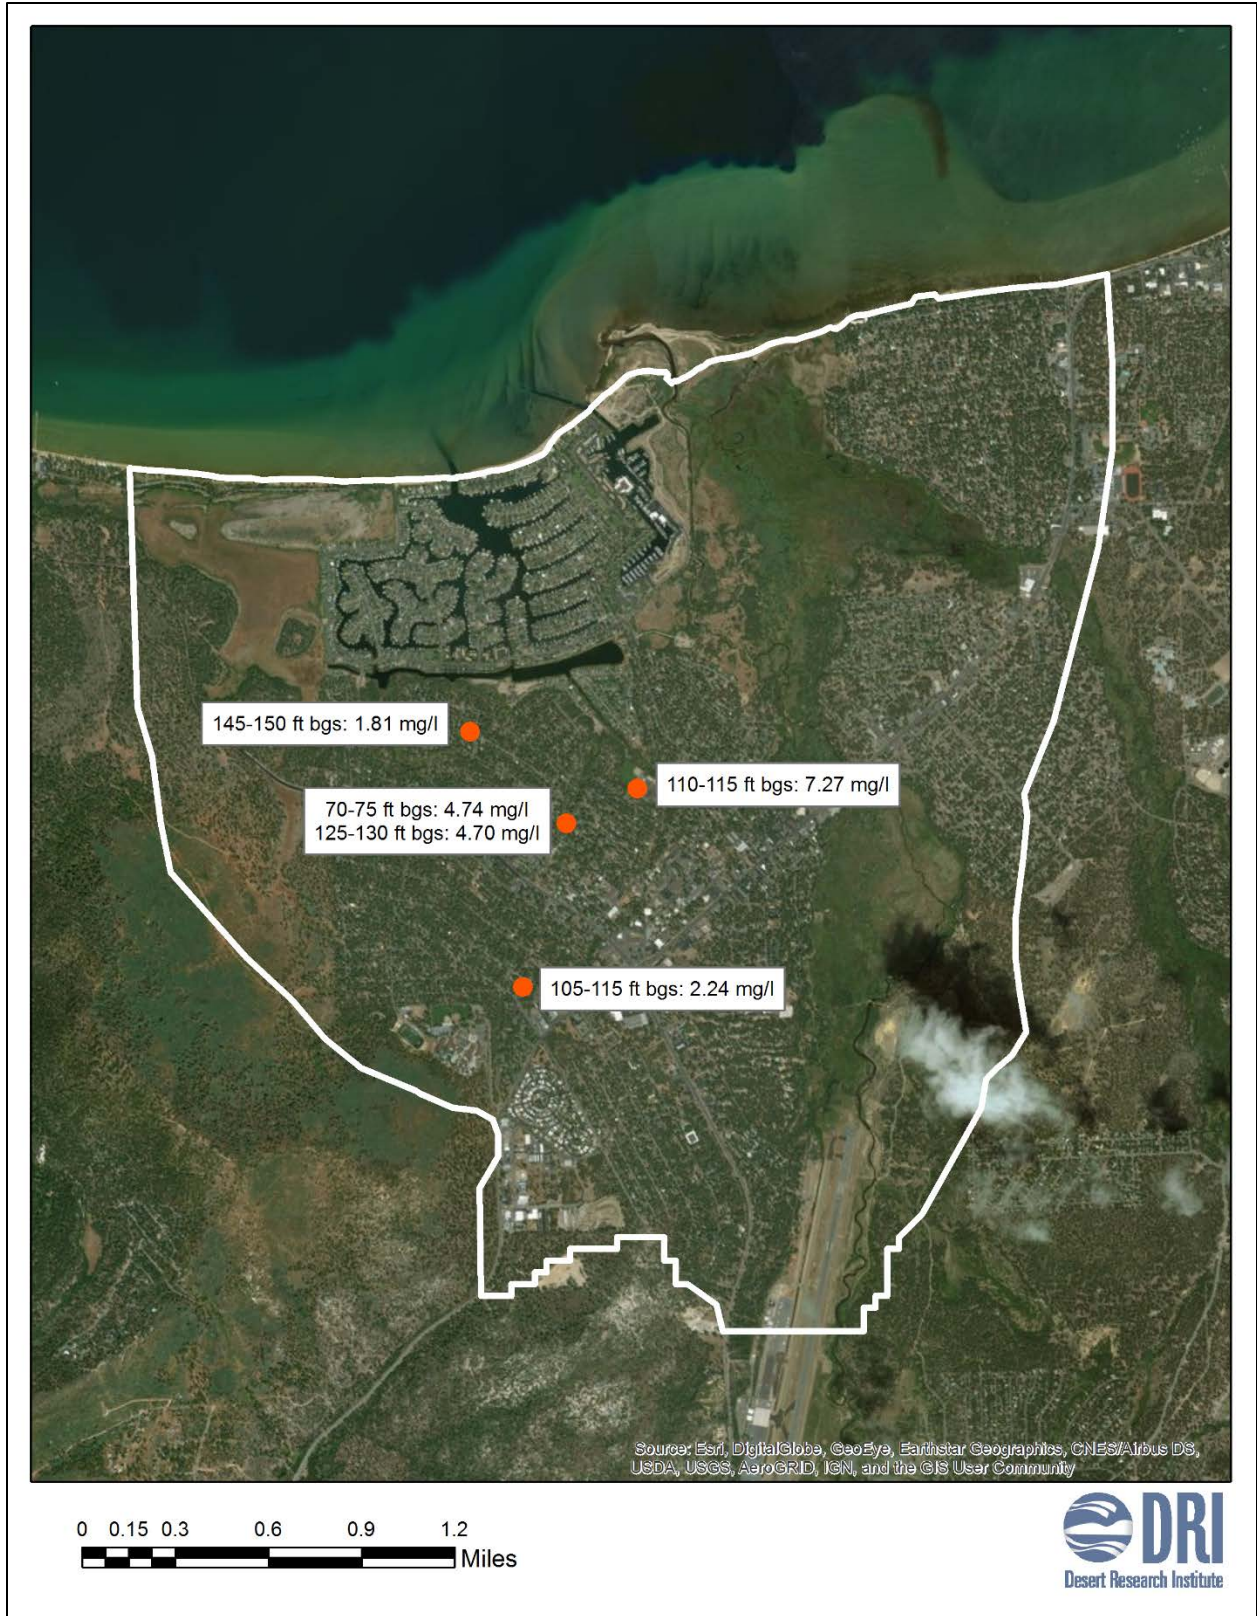 145-150 ft bgs: 1.81 mg/l
110-115 ft bgs: 7.27 mg/l
70-75 ft bgs: 4.74 mg/l
125-130 ft bgs: 4.70 mg/l
105-115 ft bgs: 2.24 mg/l
Source: Esri, DigitalGlobe, GeoEye, Earthstar Geographics, CNES/Airbus DS,
USDA, USGS, AeroGRID, IGN, and the GIS User Community
0 0.15 0.3 0.6 0.9 1.2
Miles
DRI
Desert Research Institute